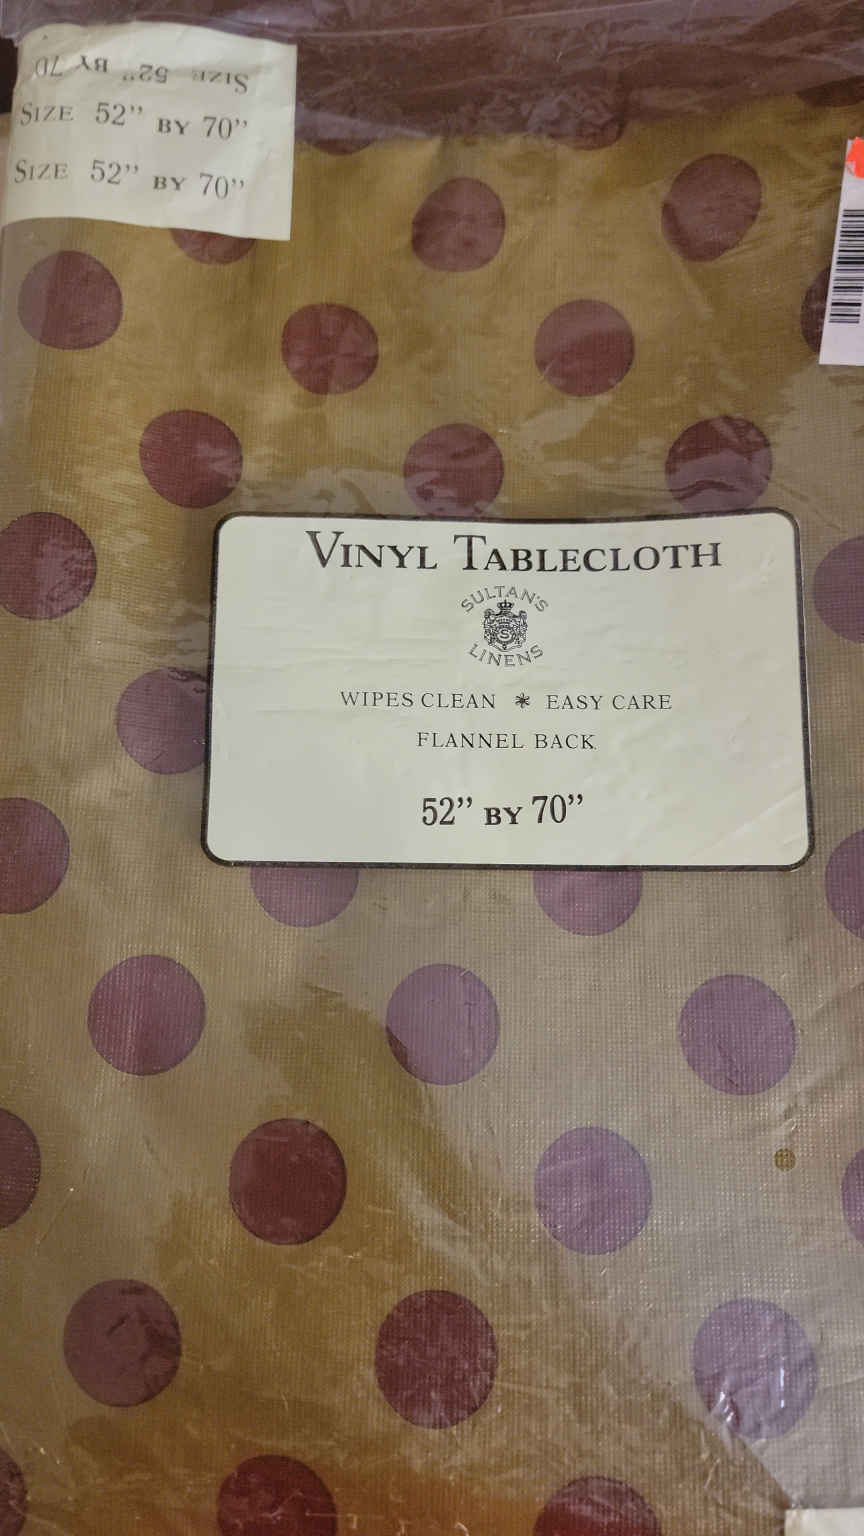 SIZE 52” BY 70”
SIZE 52” BY 70”
SIZE 52” BY 70”
VINYL TABLECLOTH
SULTAN'S
S
LINENS
WIPES CLEAN * EASY CARE
FLANNEL BACK
52” BY 70”